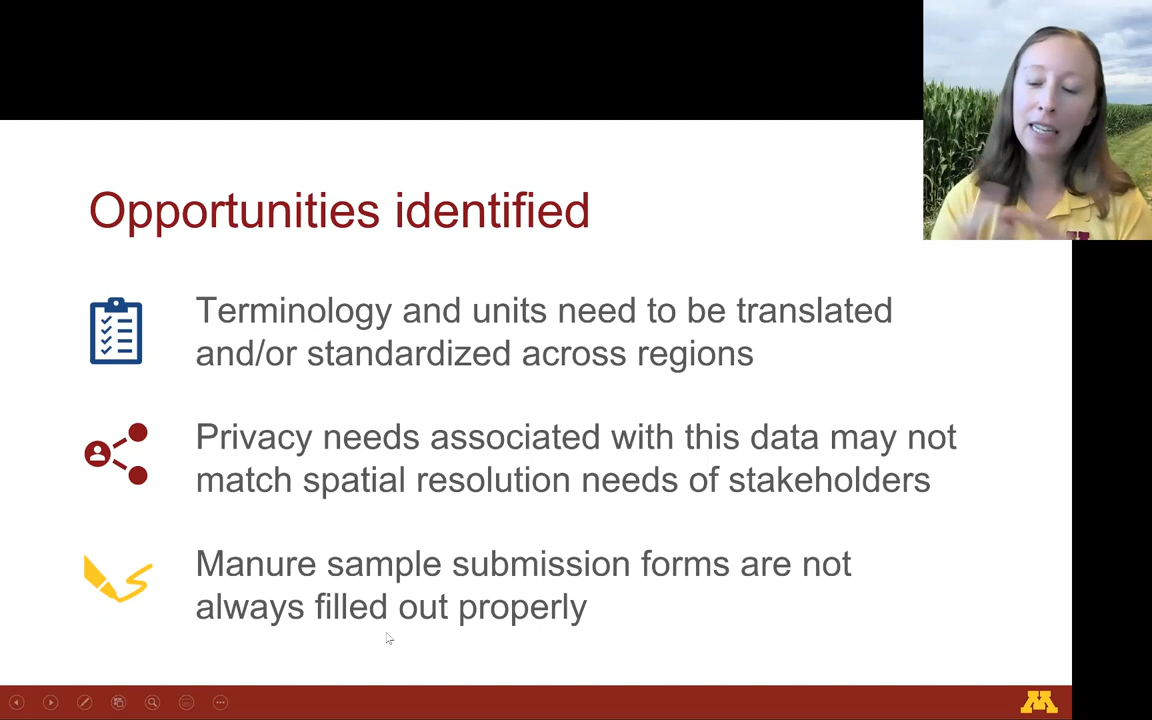 Opportunities identified
Terminology and units need to be translated
and/or standardized across regions
Privacy needs associated with this data may not
match spatial resolution needs of stakeholders
Manure sample submission forms are not
always filled out properly
M